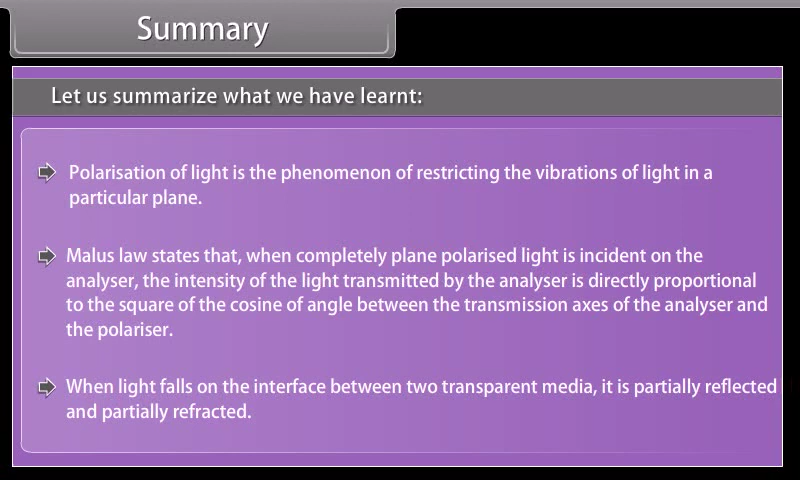 Summary
Let us summarize what we have learnt:
Polarisation of light is the phenomenon of restricting the vibrations of light in a
particular plane.
Malus law states that, when completely plane polarised light is incident on the
analyser, the intensity of the light transmitted by the analyser is directly proportional
to the square of the cosine of angle between the transmission axes of the analyser and
the polariser.
When light falls on the interface between two transparent media, it is partially reflected
and partially refracted.